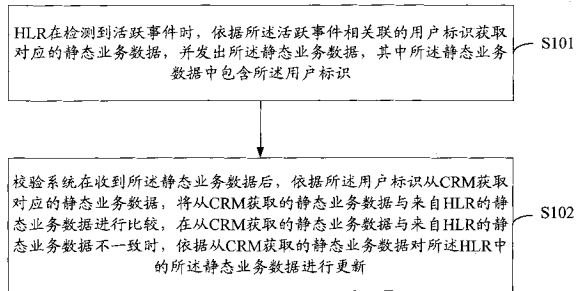 HLR在检测到活跃事件时，依据所述活跃事件相关联的用户标识获取
对应的静态业务数据，并发出所述静态业务数据，其中所述静态业务
数据中包含所述用户标识
S101
校验系统在收到所述静态业务数据后，依据所述用户标识从CRM获取
对应的静态业务数据，将从CRM获取的静态业务数据与来自HLR的静
态业务数据进行比较，在从CRM获取的静态业务数据与来自HLR的静
态业务数据不一致时，依据从CRM获取的静态业务数据对所述HLR中
的所述静态业务数据进行更新
S102